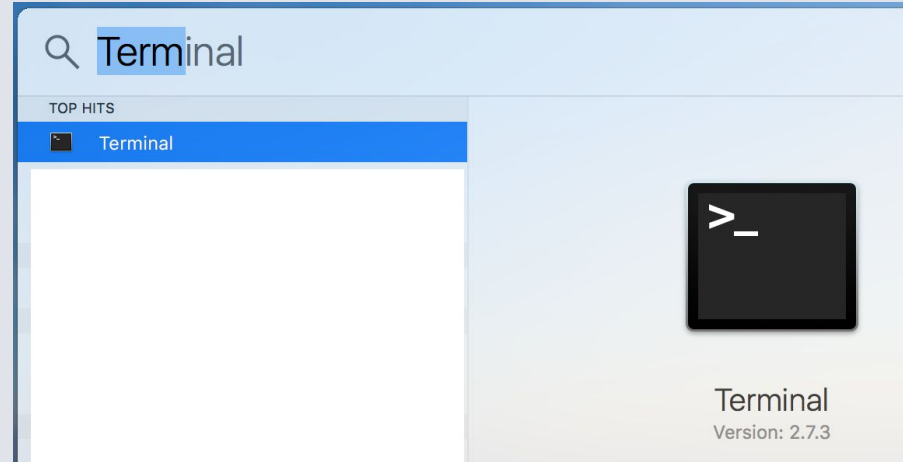 Terminal
TOP HITS
Terminal
>_
Terminal
Version: 2.7.3